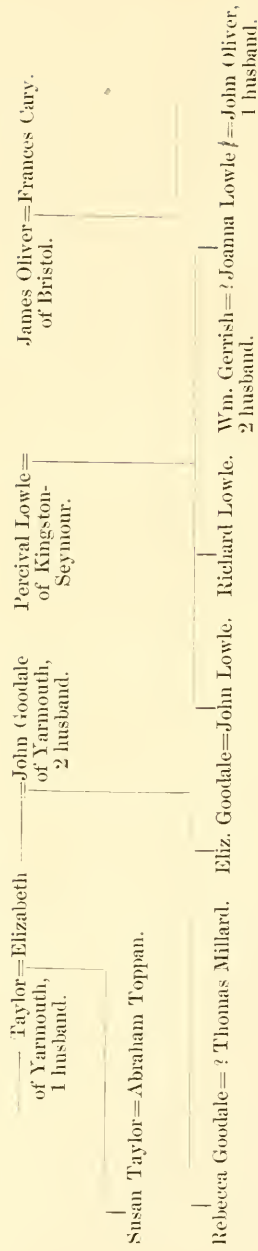 —— Taylor=Elizabeth ——=John Goodale
of Yarmouth,
1 husband.
of Yarmouth,
2 husband.
Percival Lowle=
of Kingston-
Seymour.
James Oliver=Frances Cary.
of Bristol.
Susan Taylor=Abraham Toppan.
Rebecca Goodale=? Thomas Millard.
Eliz. Goodale=John Lowle.
Richard Lowle.
Wm. Gerrish=? Joanna Lowle /=John Oliver,
2 husband.
1 husband.